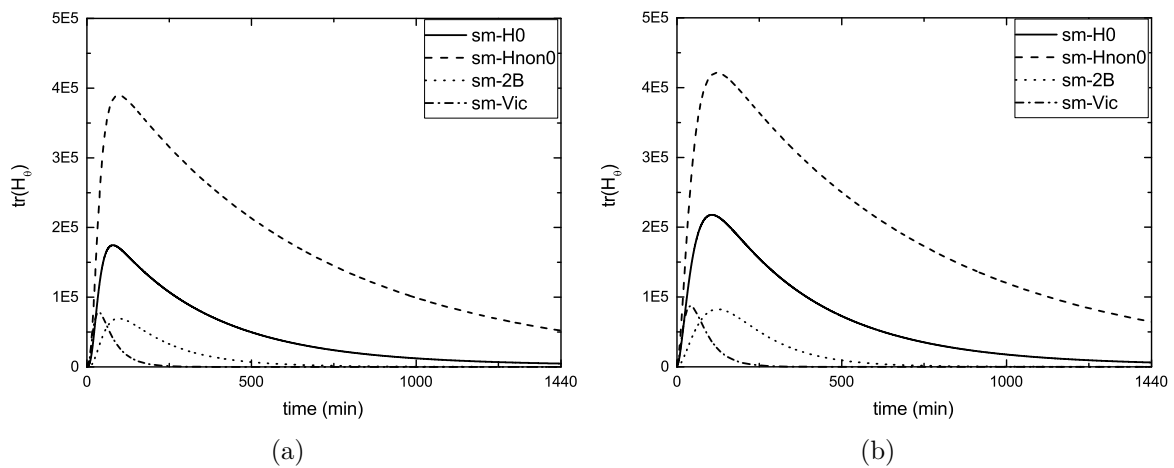 5E5
4E5
3E5
2E5
1E5
0
tr(Hθ)
0
500
1000
1440
time (min)
sm-H0
sm-Hnon0
sm-2B
sm-Vic
(a)
5E5
4E5
3E5
2E5
1E5
0
tr(Hθ)
0
500
1000
1440
time (min)
sm-H0
sm-Hnon0
sm-2B
sm-Vic
(b)